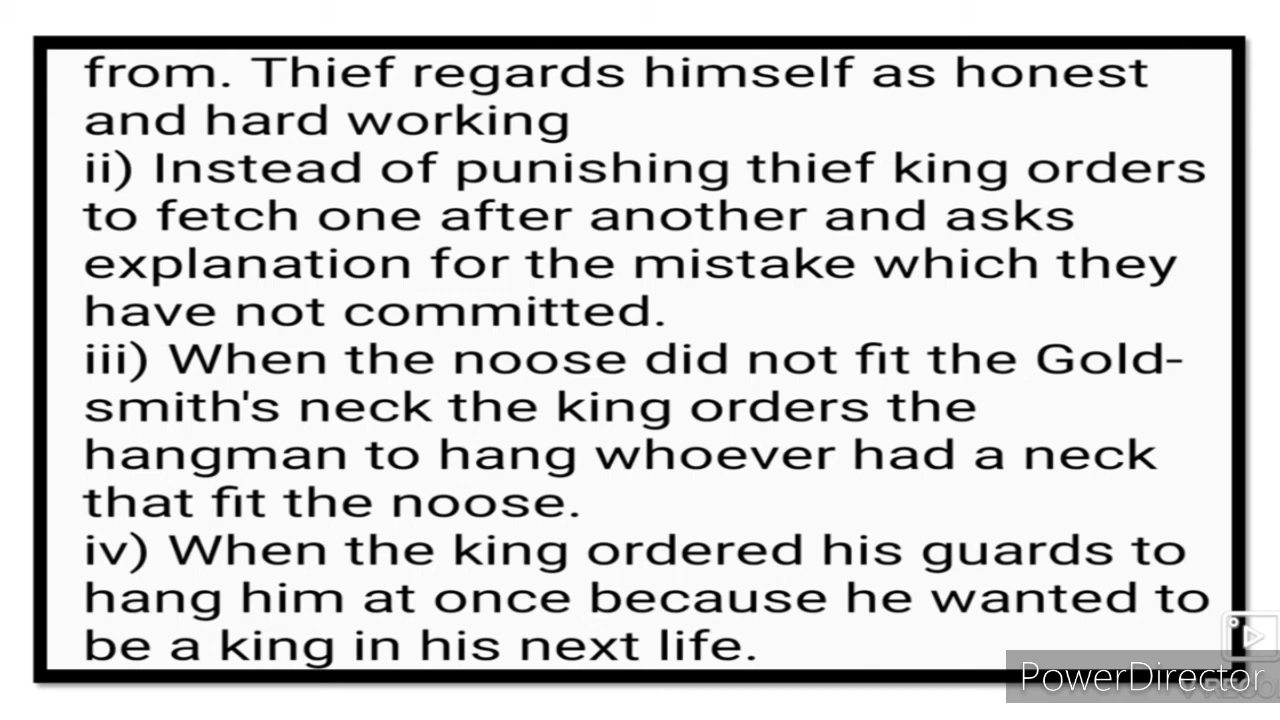 from. Thief regards himself as honest
and hard working
ii) Instead of punishing thief king orders
to fetch one after another and asks
explanation for the mistake which they
have not committed.
iii) When the noose did not fit the Gold-
smith's neck the king orders the
hangman to hang whoever had a neck
that fit the noose.
iv) When the king ordered his guards to
hang him at once because he wanted to
be a king in his next life.
PowerDirector